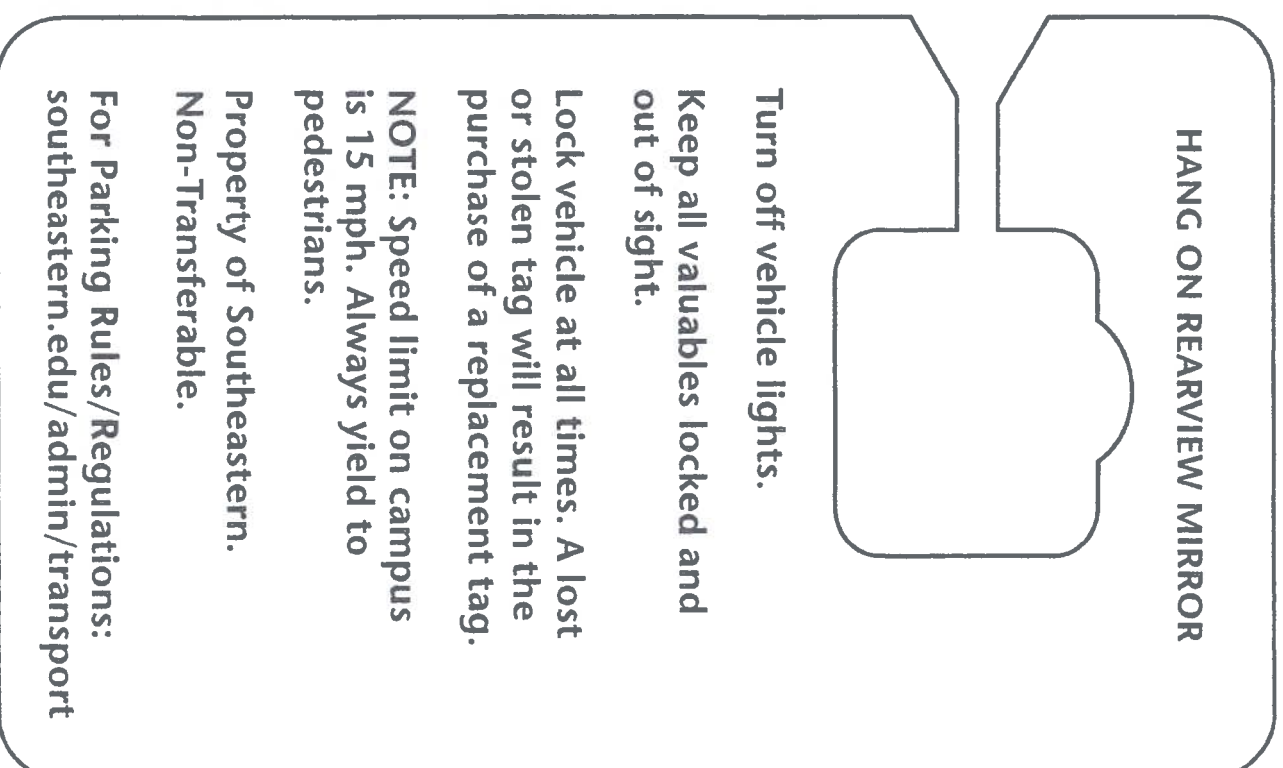 HANG ON REARVIEW MIRROR
Turn off vehicle lights.
Keep all valuables locked and
out of sight.
Lock vehicle at all times. A lost
or stolen tag will result in the
purchase of a replacement tag.
NOTE: Speed limit on campus
is 15 mph. Always yield to
pedestrians.
Property of Southeastern.
Non-Transferable.
For Parking Rules/Regulations:
southeastern.edu/admin/transport